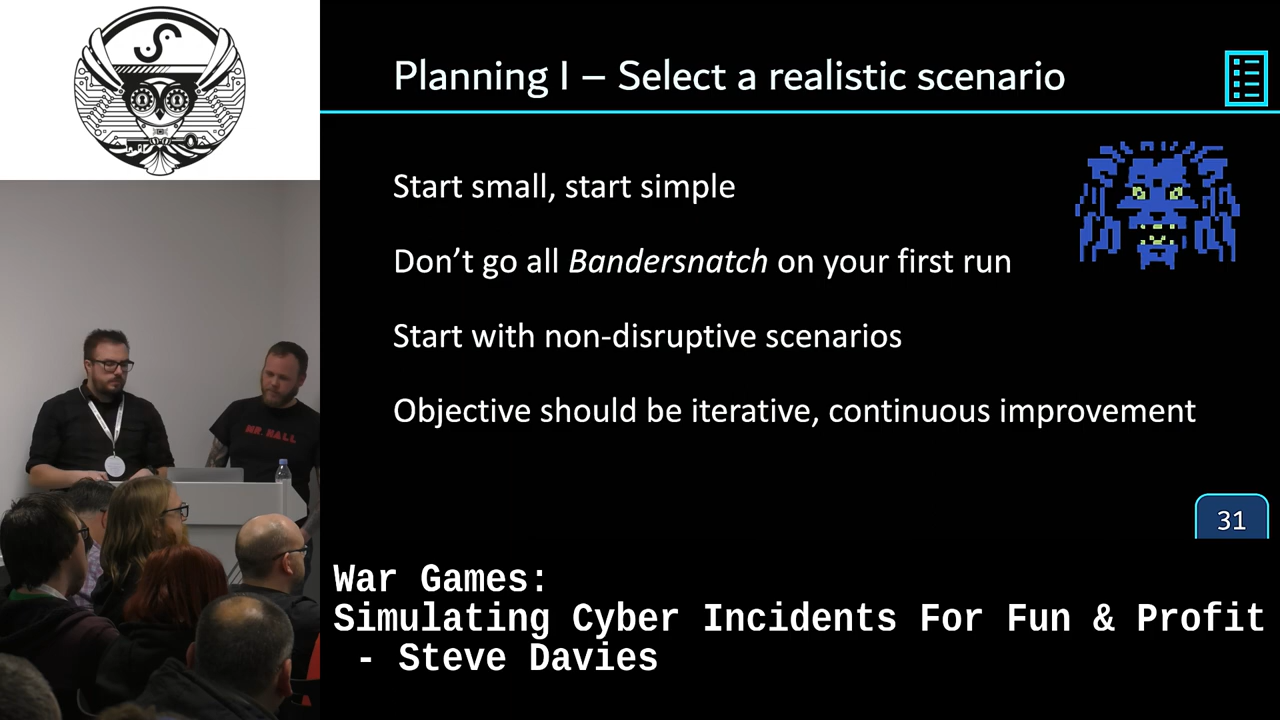 Planning I – Select a realistic scenario
Start small, start simple
Don’t go all Bandersnatch on your first run
Start with non-disruptive scenarios
Objective should be iterative, continuous improvement
MR. HALL
31
War Games:
Simulating Cyber Incidents For Fun & Profit
- Steve Davies